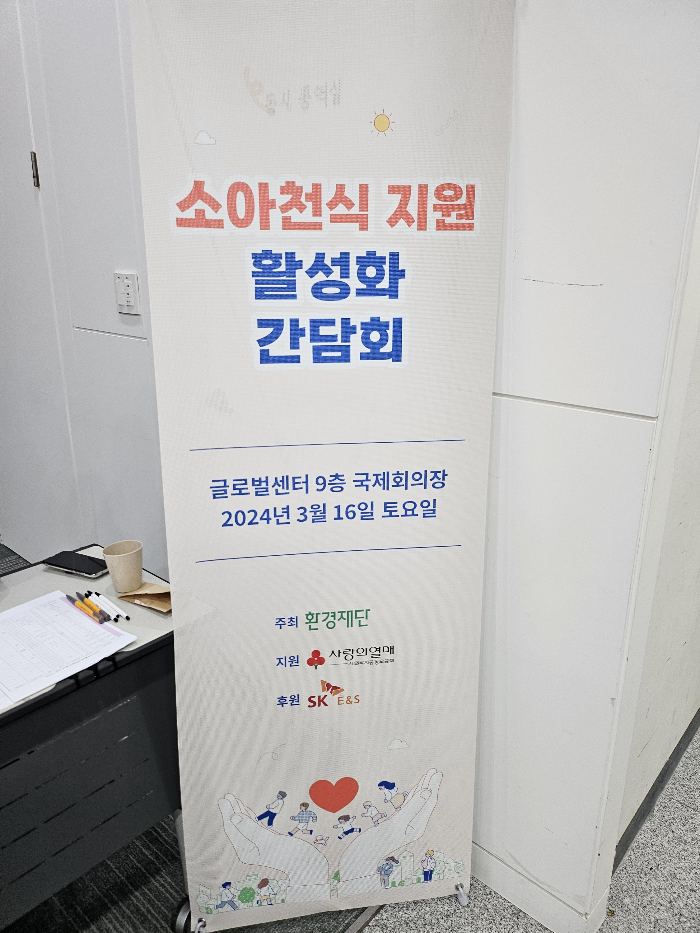 소아천식 지원
활성화
간담회
글로벌센터 9층 국제회의장
2024년 3월 16일 토요일
주최 환경재단
지원 사랑의열매
후원 SK E&S